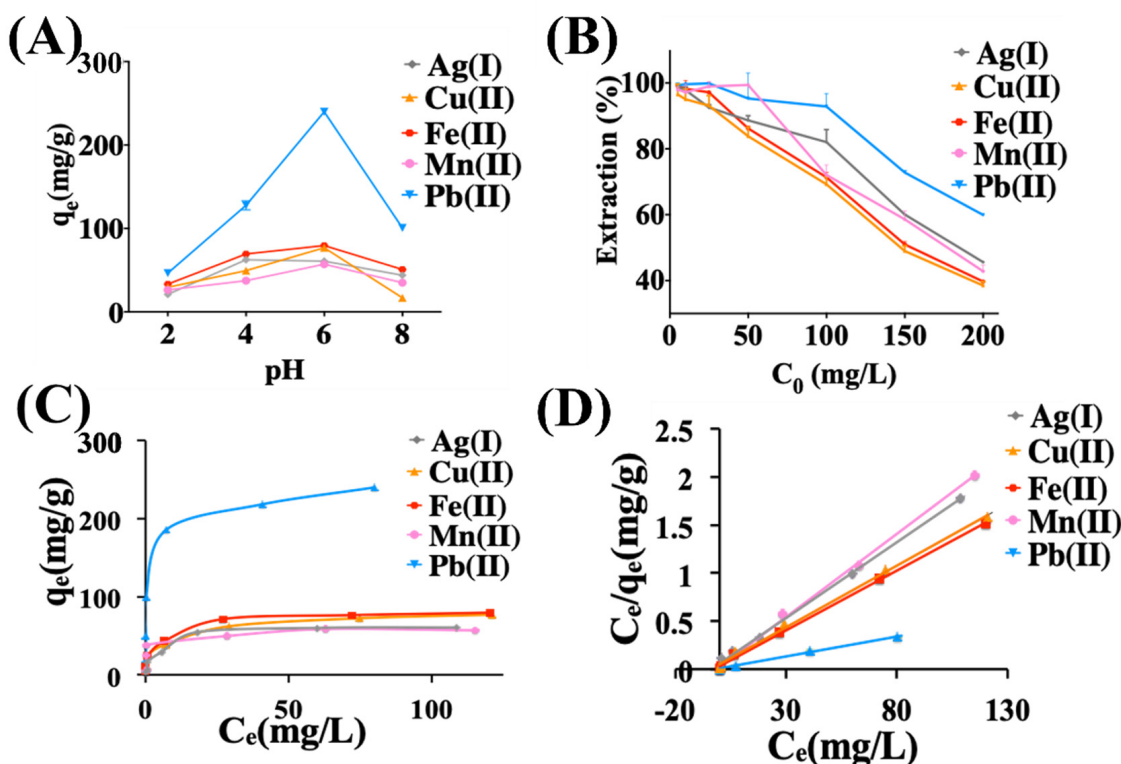 (A)
300
200
100
0
2
4
6
8
qe(mg/g)
pH
Ag(I)
Cu(II)
Fe(II)
Mn(II)
Pb(II)
(B)
100
80
60
40
0
50
100
150
200
Extraction (%)
C0 (mg/L)
Ag(I)
Cu(II)
Fe(II)
Mn(II)
Pb(II)
(C)
300
200
100
0
0
50
100
qe(mg/g)
Ce(mg/L)
Ag(I)
Cu(II)
Fe(II)
Mn(II)
Pb(II)
(D)
2.5
2
1.5
1
0.5
0
-20
30
80
130
Ce/qe(mg/g)
Ce(mg/L)
Ag(I)
Cu(II)
Fe(II)
Mn(II)
Pb(II)